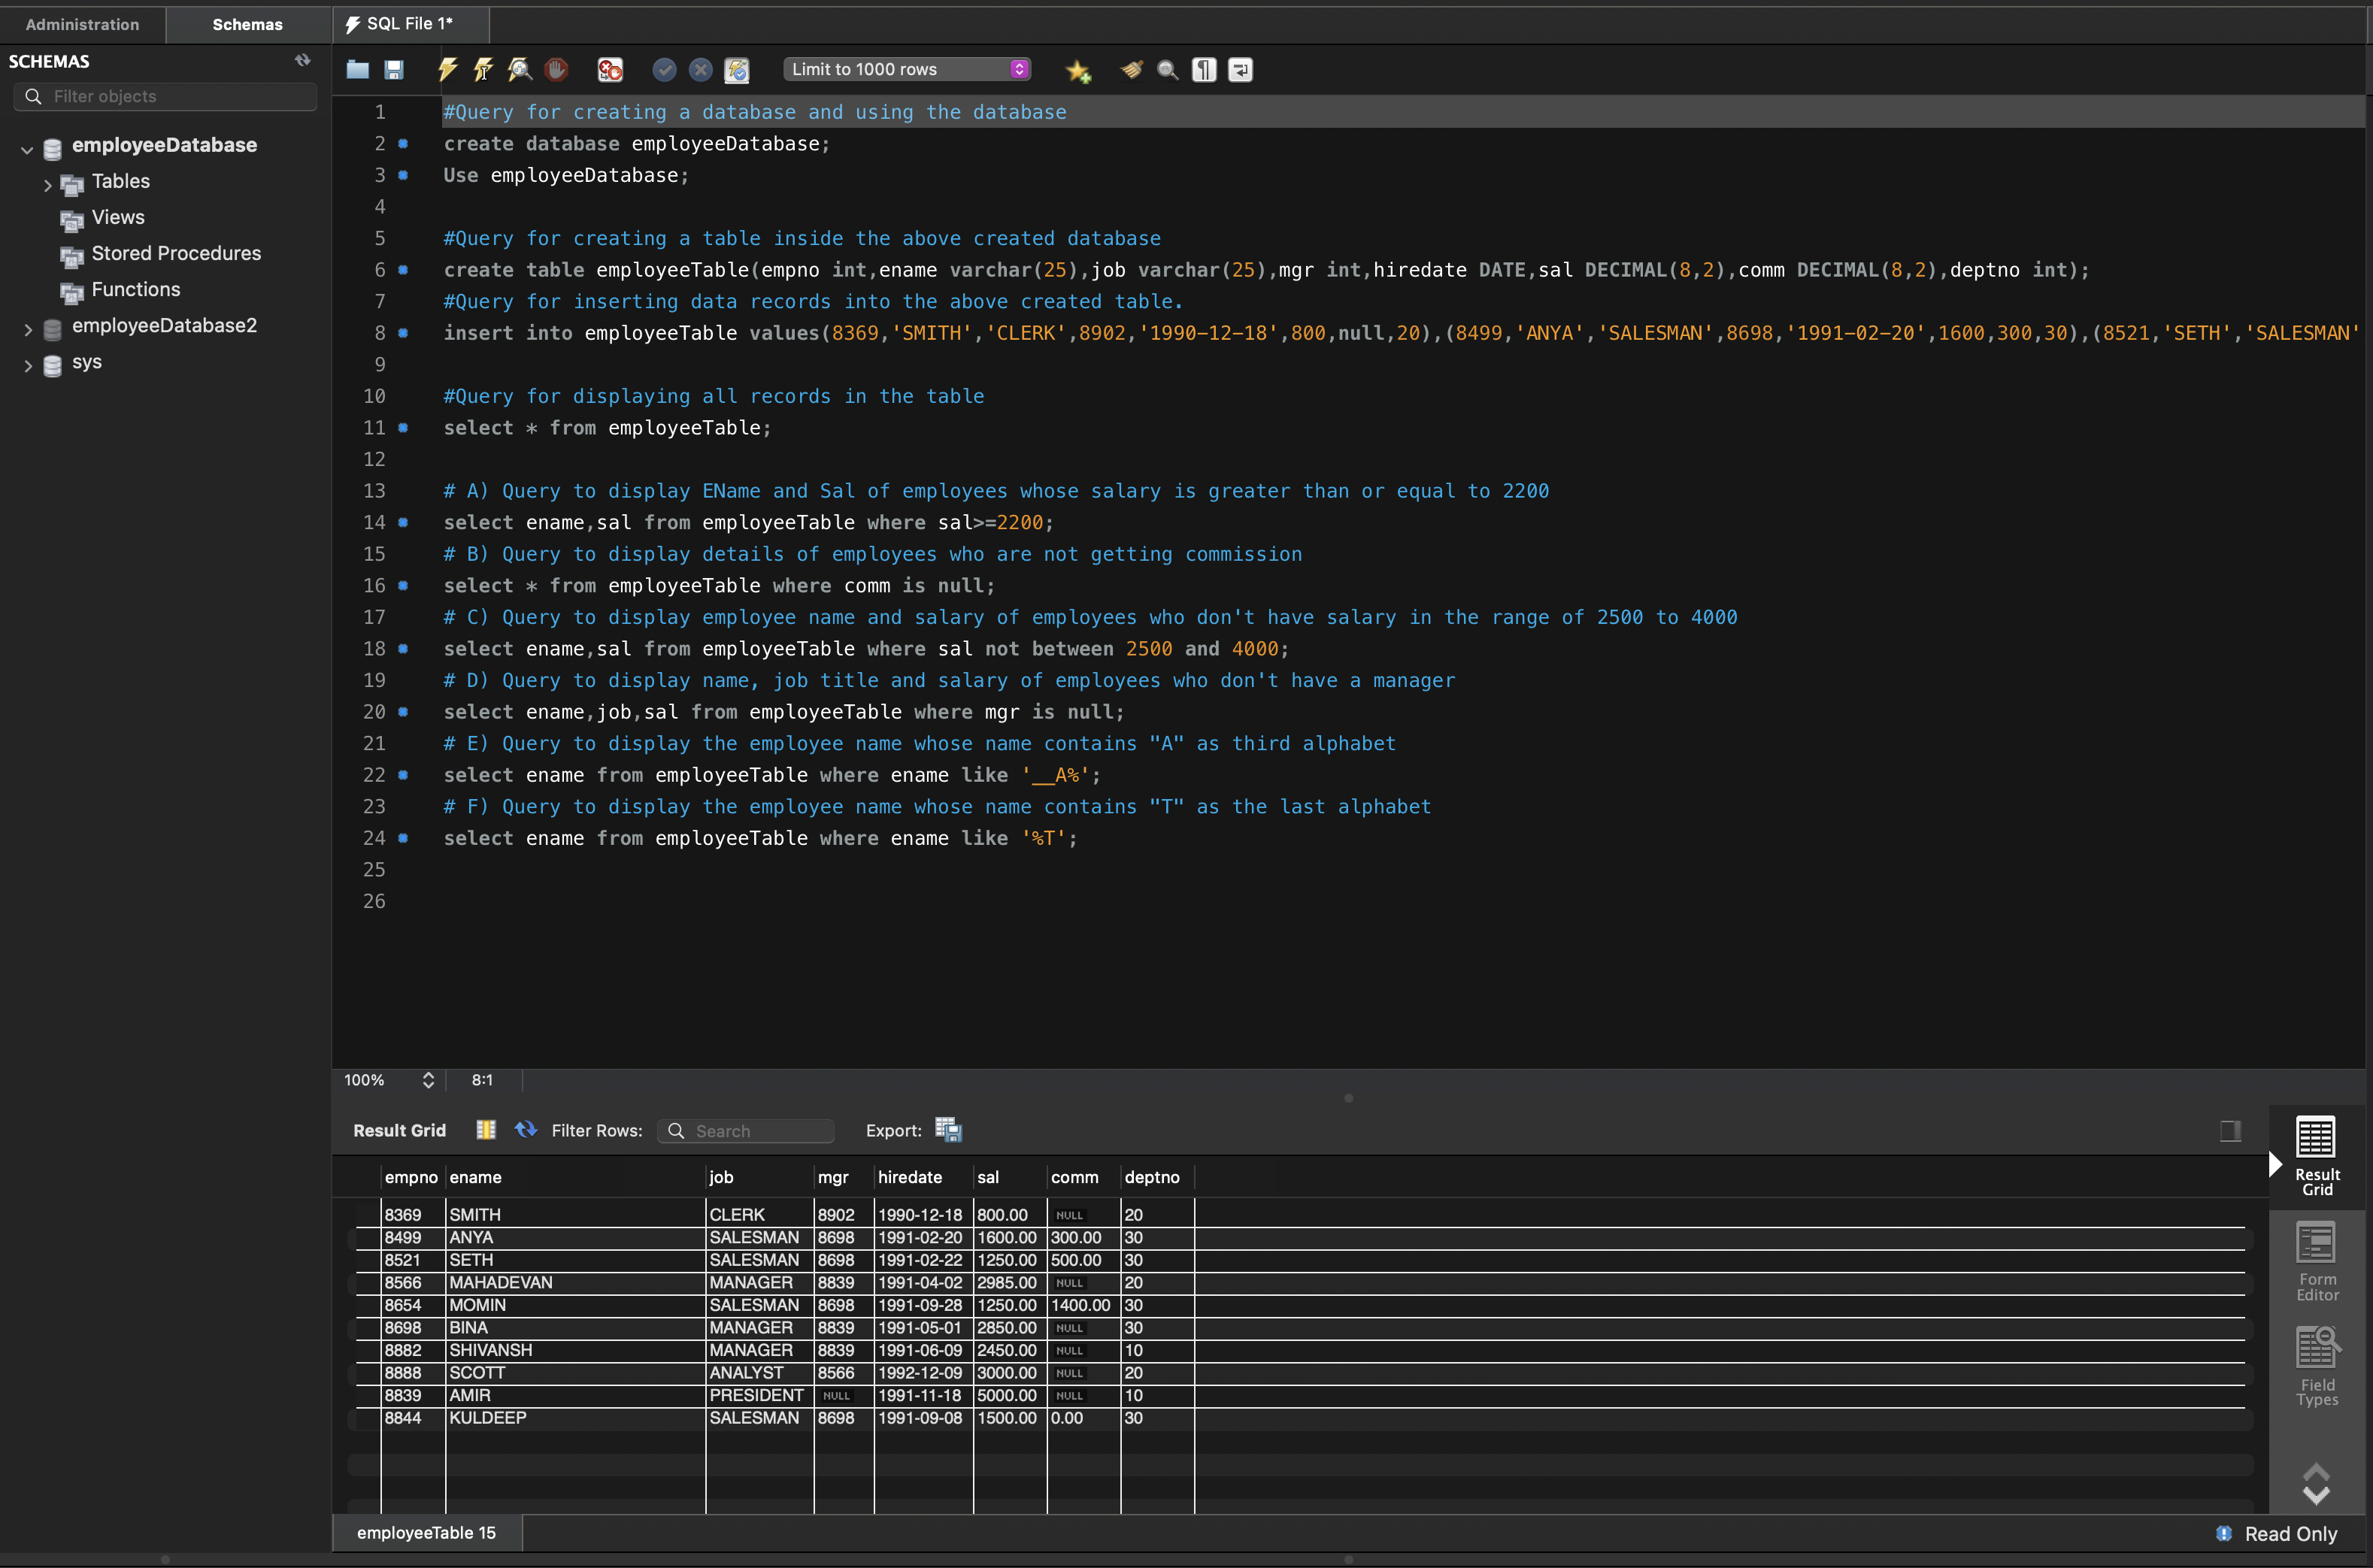 Administration
Schemas
SQL File 1*
SCHEMAS
Filter objects
employeeDatabase
Tables
Views
Stored Procedures
Functions
employeeDatabase2
sys
Limit to 1000 rows
1 #Query for creating a database and using the database
2 create database employeeDatabase;
3 Use employeeDatabase;
4
5 #Query for creating a table inside the above created database
6 create table employeeTable(empno int,ename varchar(25),job varchar(25),mgr int,hiredate DATE,sal DECIMAL(8,2),comm DECIMAL(8,2),deptno int);
7 #Query for inserting data records into the above created table.
8 insert into employeeTable values(8369,'SMITH','CLERK',8902,'1990-12-18',800,null,20),(8499,'ANYA','SALESMAN',8698,'1991-02-20',1600,300,30),(8521,'SETH','SALESMAN'
9
10 #Query for displaying all records in the table
11 select * from employeeTable;
12
13 # A) Query to display EName and Sal of employees whose salary is greater than or equal to 2200
14 select ename,sal from employeeTable where sal>=2200;
15 # B) Query to display details of employees who are not getting commission
16 select * from employeeTable where comm is null;
17 # C) Query to display employee name and salary of employees who don't have salary in the range of 2500 to 4000
18 select ename,sal from employeeTable where sal not between 2500 and 4000;
19 # D) Query to display name, job title and salary of employees who don't have a manager
20 select ename,job,sal from employeeTable where mgr is null;
21 # E) Query to display the employee name whose name contains "A" as third alphabet
22 select ename from employeeTable where ename like '__A%';
23 # F) Query to display the employee name whose name contains "T" as the last alphabet
24 select ename from employeeTable where ename like '%T';
25
26
100% 8:1
Result Grid Filter Rows: Search Export:
empno ename job mgr hiredate sal comm deptno
8369 SMITH CLERK 8902 1990-12-18 800.00 NULL 20
8499 ANYA SALESMAN 8698 1991-02-20 1600.00 300.00 30
8521 SETH SALESMAN 8698 1991-02-22 1250.00 500.00 30
8566 MAHADEVAN MANAGER 8839 1991-04-02 2985.00 NULL 20
8654 MOMIN SALESMAN 8698 1991-09-28 1250.00 1400.00 30
8698 BINA MANAGER 8839 1991-05-01 2850.00 NULL 30
8882 SHIVANSH MANAGER 8839 1991-06-09 2450.00 NULL 10
8888 SCOTT ANALYST 8566 1992-12-09 3000.00 NULL 20
8839 AMIR PRESIDENT NULL 1991-11-18 5000.00 NULL 10
8844 KULDEEP SALESMAN 8698 1991-09-08 1500.00 0.00 30
Result
Grid
Form
Editor
Field
Types
employeeTable 15
Read Only